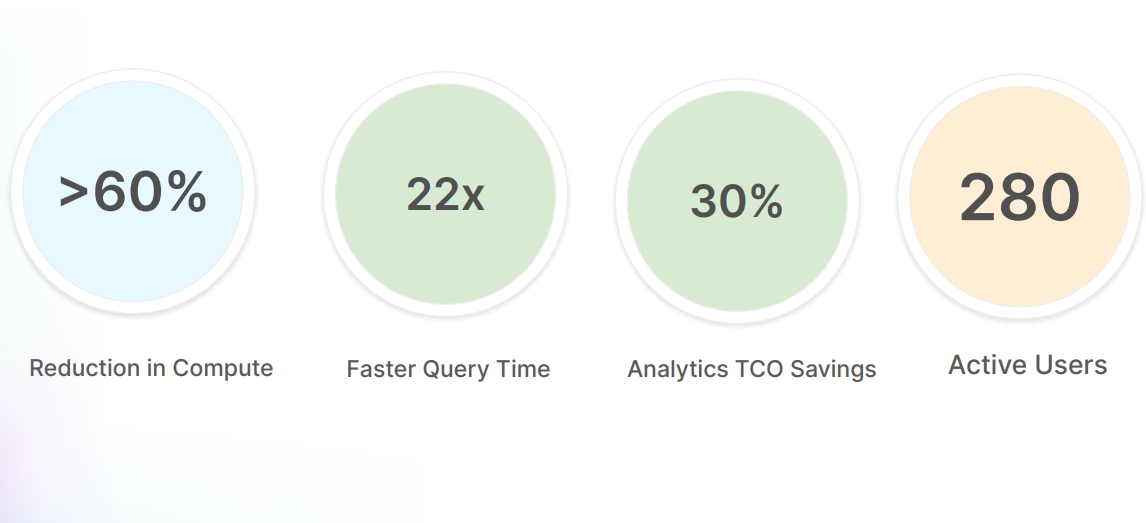 >60%
Reduction in Compute
22x
Faster Query Time
30%
Analytics TCO Savings
280
Active Users